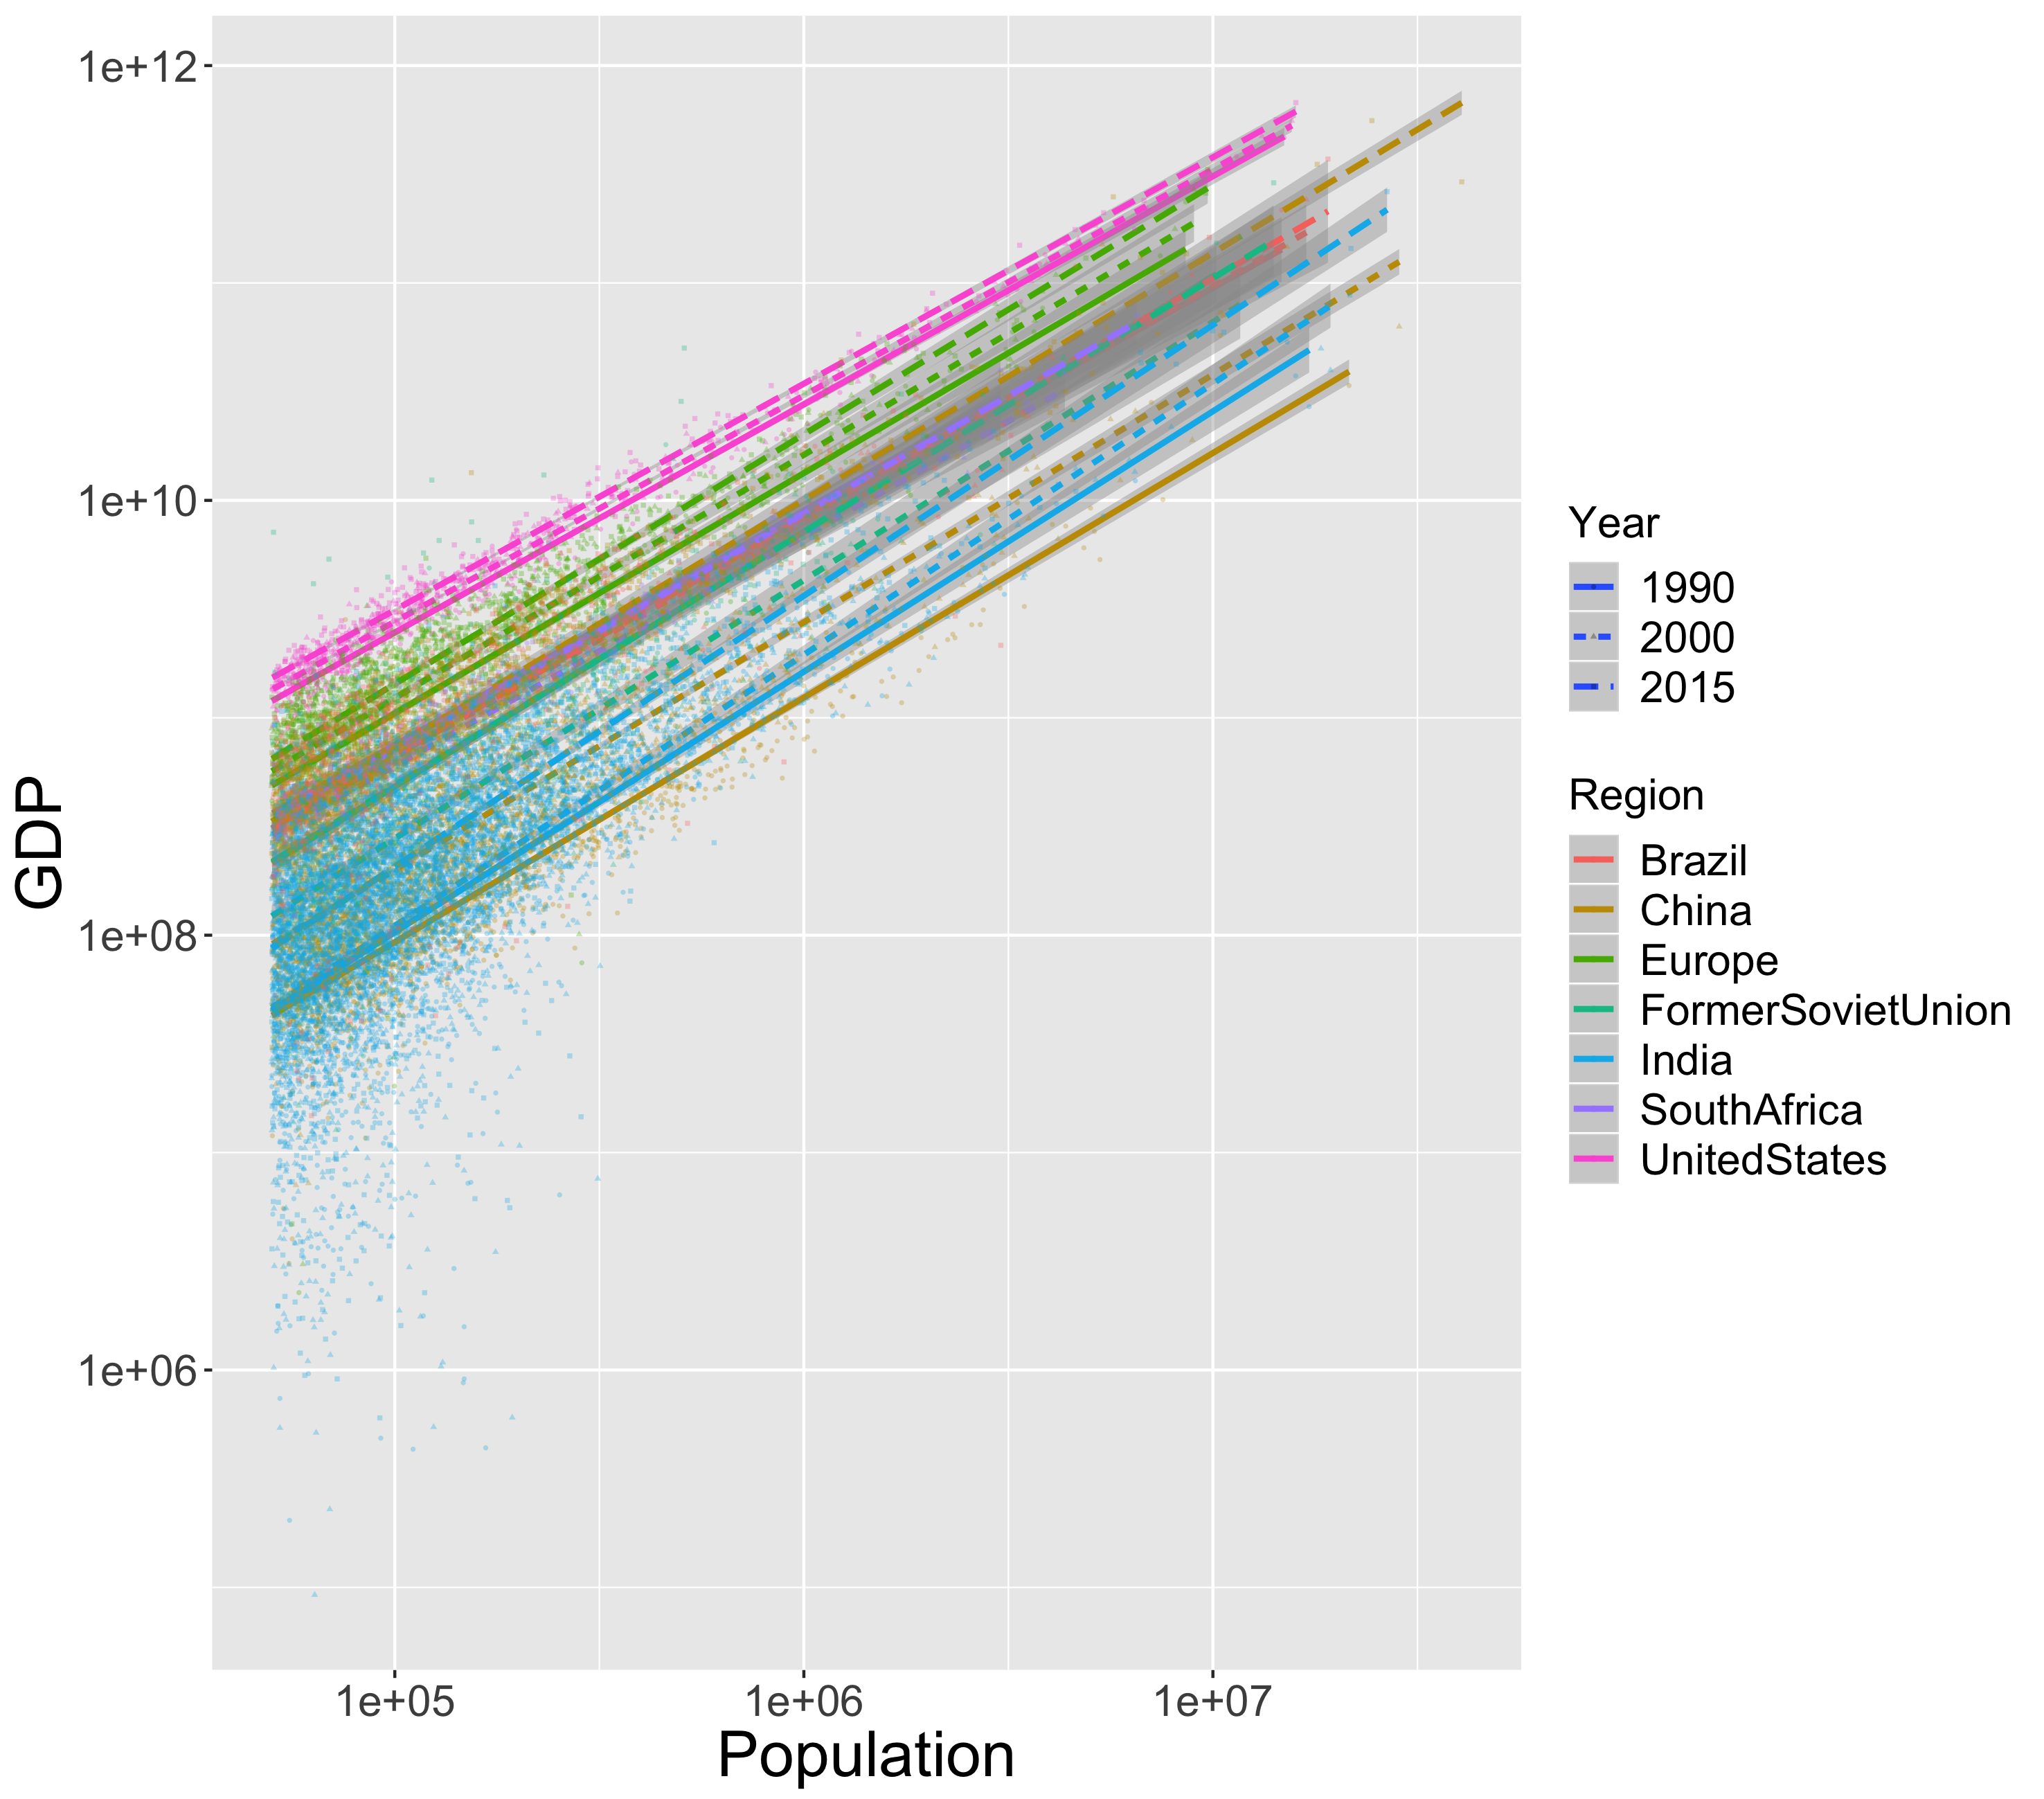 1e+12
1e+10
1e+08
1e+06
GDP
1e+05
1e+06
1e+07
Population
Year
1990
2000
2015
Region
Brazil
China
Europe
FormerSovietUnion
India
SouthAfrica
UnitedStates